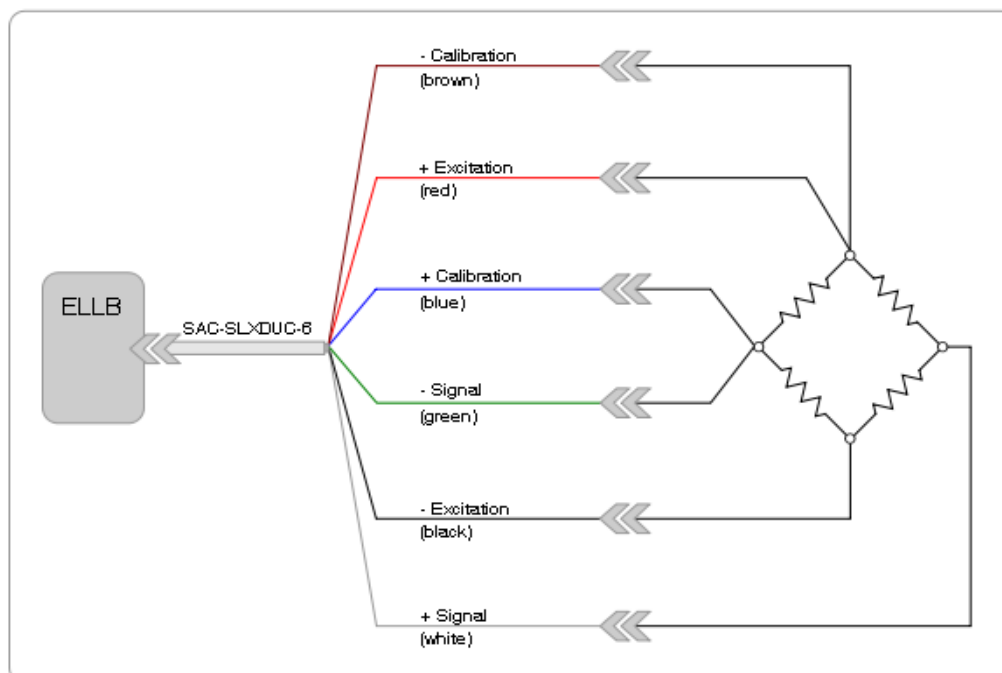 - Calibration
(brown)
+ Excitation
(red)
+ Calibration
(blue)
ELLB
SAC-SLXDUC-6
- Signal
(green)
- Excitation
(black)
+ Signal
(white)